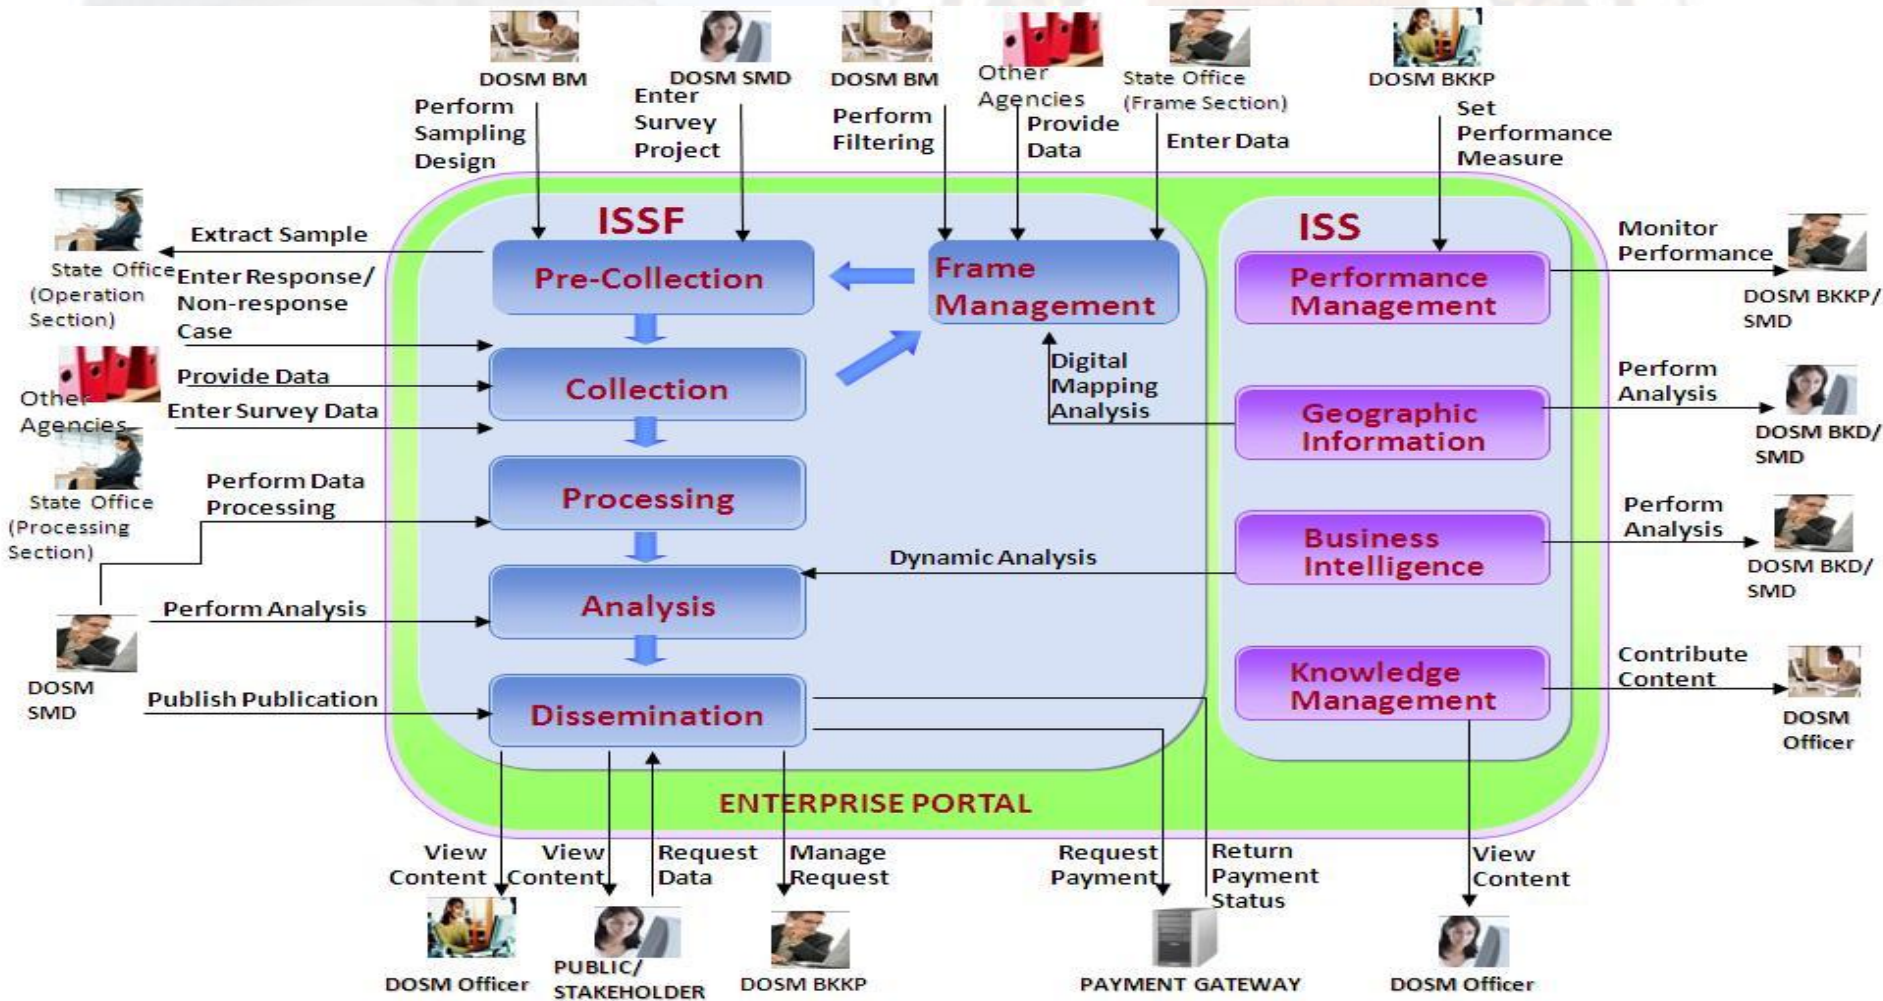 DOSM BM
Perform
Sampling
Design
DOSM SMD
Enter
Survey
Project
DOSM BM
Perform
Filtering
Other
Agencies
Provide
Data
State Office
(Frame Section)
Enter Data
DOSM BKKP
Set
Performance
Measure
Extract Sample
State Office
(Operation
Section)
Enter Response/
Non-response
Case
Provide Data
Other
Agencies
Enter Survey Data
State Office
(Processing
Section)
Perform Data
Processing
Perform Analysis
DOSM
SMD
Publish Publication
ISSF
Pre-Collection
Frame
Management
Collection
Processing
Analysis
Dissemination
Digital
Mapping
Analysis
Dynamic Analysis
ISS
Performance
Management
Geographic
Information
Business
Intelligence
Knowledge
Management
Monitor
Performance
DOSM BKKP/
SMD
Perform
Analysis
DOSM BKD/
SMD
Perform
Analysis
DOSM BKD/
SMD
Contribute
Content
DOSM
Officer
ENTERPRISE PORTAL
View
Content
DOSM Officer
View
Content
Request
Data
PUBLIC/
STAKEHOLDER
Manage
Request
DOSM BKKP
Request
Payment
Return
Payment
Status
PAYMENT GATEWAY
View
Content
DOSM Officer